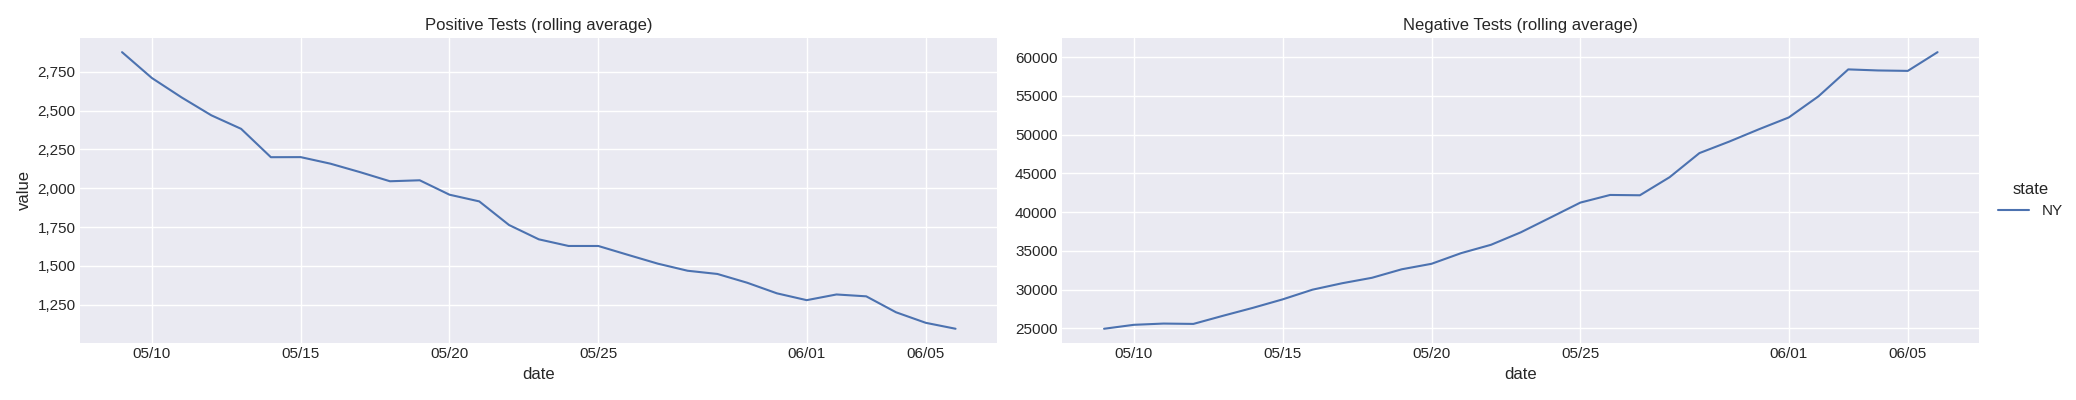 Positive Tests (rolling average)
2,750
2,500
2,250
2,000
1,750
1,500
1,250
value
05/10 05/15 05/20 05/25 06/01 06/05
date
Negative Tests (rolling average)
60000
55000
50000
45000
40000
35000
30000
25000
05/10 05/15 05/20 05/25 06/01 06/05
date
state
NY